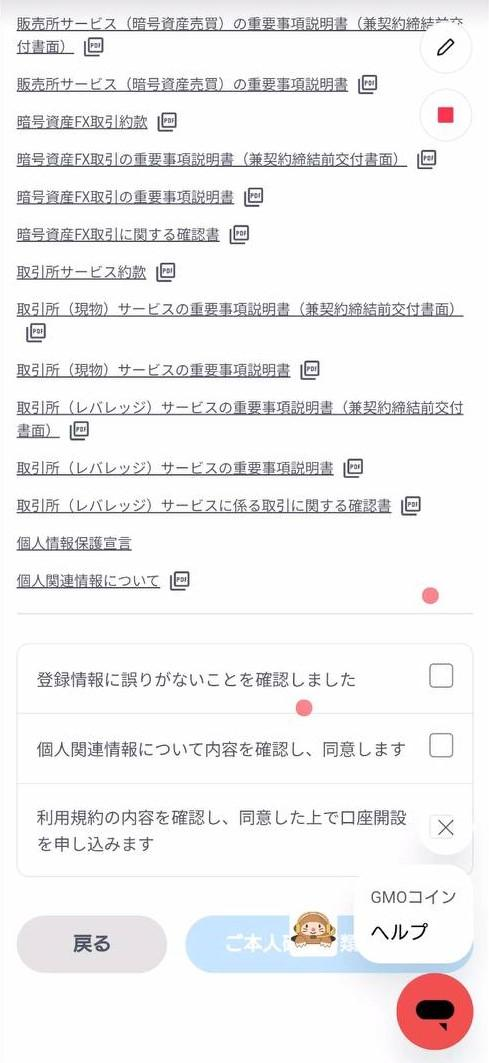 販売所サービス（暗号資産売買）の重要事項説明書（兼契約締結前交
付書面）
販売所サービス（暗号資産売買）の重要事項説明書
暗号資産FX取引約款
暗号資産FX取引の重要事項説明書（兼契約締結前交付書面）
暗号資産FX取引の重要事項説明書
暗号資産FX取引に関する確認書
取引所サービス約款
取引所（現物）サービスの重要事項説明書（兼契約締結前交付書面）
取引所（現物）サービスの重要事項説明書
取引所（レバレッジ）サービスの重要事項説明書（兼契約締結前交付
書面）
取引所（レバレッジ）サービスの重要事項説明書
取引所（レバレッジ）サービスに係る取引に関する確認書
個人情報保護宣言
個人関連情報について
登録情報に誤りがないことを確認しました
個人関連情報について内容を確認し、同意します
利用規約の内容を確認し、同意した上で口座開設
を申し込みます
GMOコイン
ヘルプ
戻る
ご本人 類